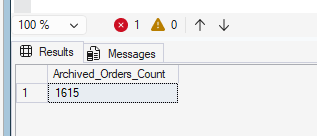 100 % 1 0
Results Messages
Archived_Orders_Count
1 1615